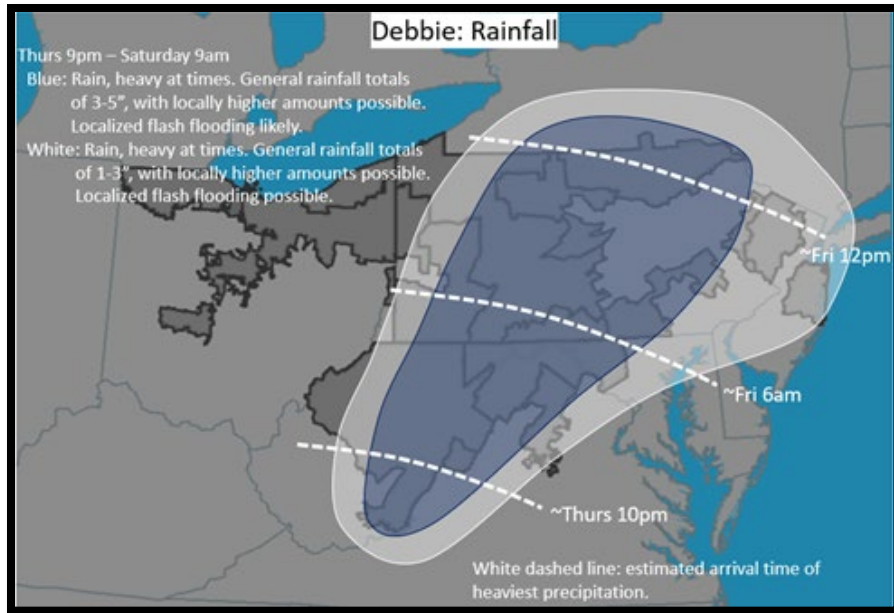 Debbie: Rainfall
Thurs 9pm – Saturday 9am
Blue: Rain, heavy at times. General rainfall totals
of 3-5”, with locally higher amounts possible.
Localized flash flooding likely.
White: Rain, heavy at times. General rainfall totals
of 1-3”, with locally higher amounts possible.
Localized flash flooding possible.
~Fri 12pm
~Fri 6am
~Thurs 10pm
White dashed line: estimated arrival time of
heaviest precipitation.